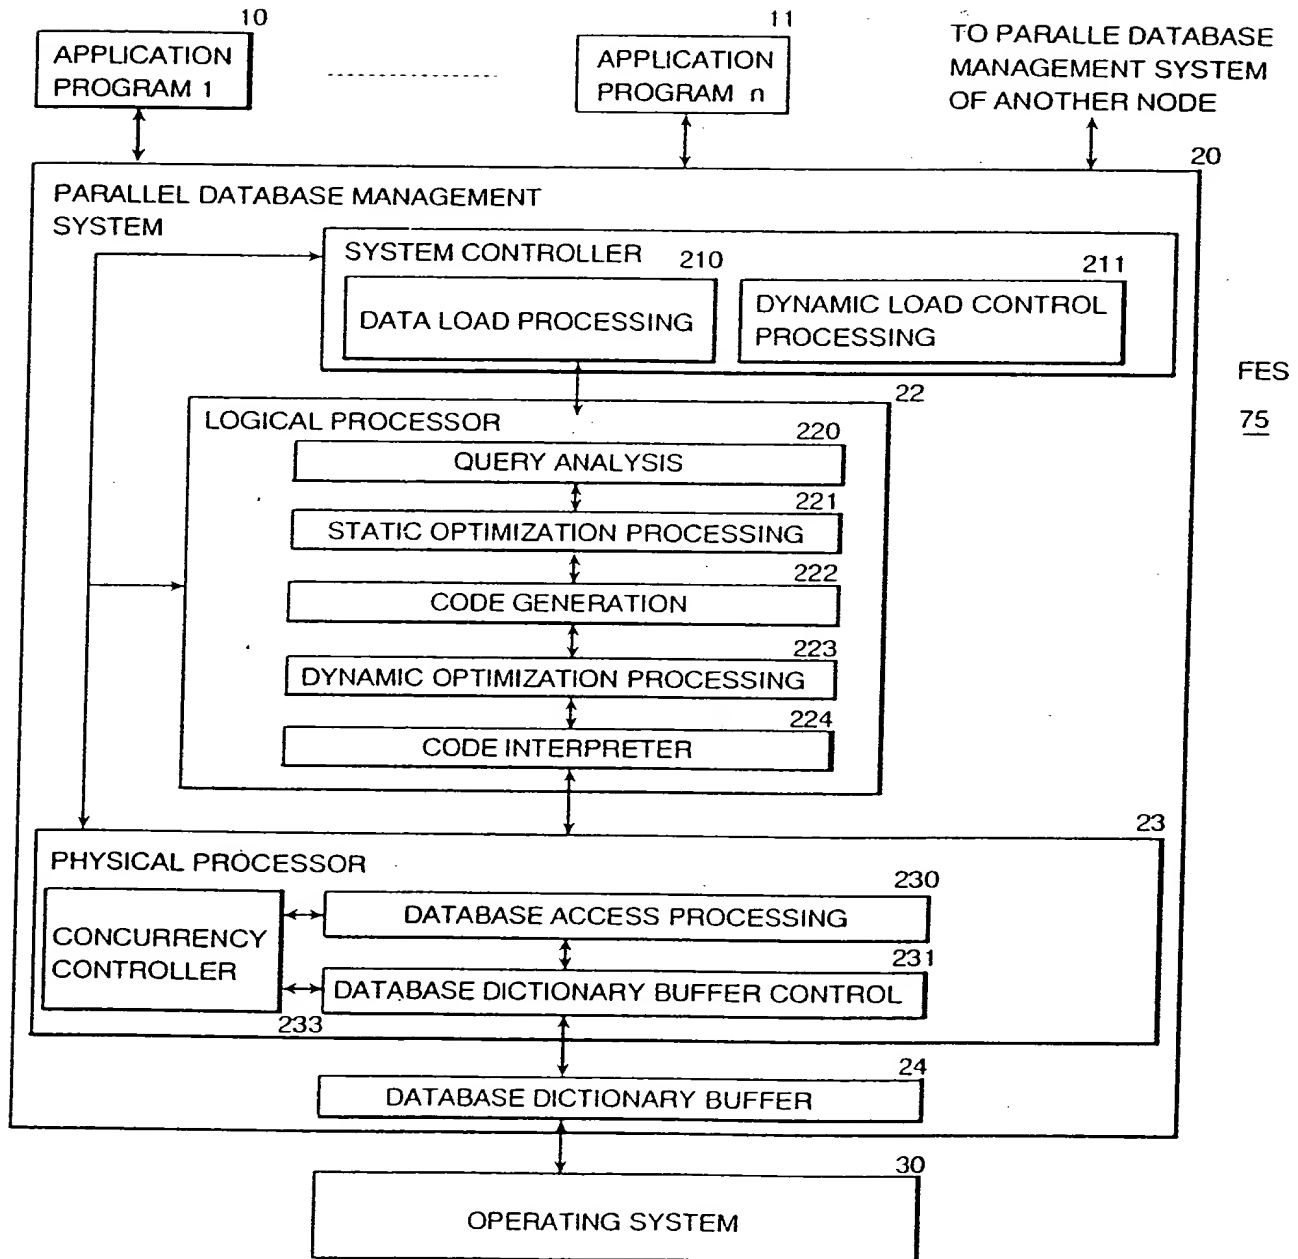 10
APPLICATION
PROGRAM 1
11
APPLICATION
PROGRAM n
TO PARALLE DATABASE
MANAGEMENT SYSTEM
OF ANOTHER NODE
20
PARALLEL DATABASE MANAGEMENT
SYSTEM
SYSTEM CONTROLLER
210
DATA LOAD PROCESSING
211
DYNAMIC LOAD CONTROL
PROCESSING
FES
75
22
LOGICAL PROCESSOR
220
QUERY ANALYSIS
221
STATIC OPTIMIZATION PROCESSING
222
CODE GENERATION
223
DYNAMIC OPTIMIZATION PROCESSING
224
CODE INTERPRETER
23
PHYSICAL PROCESSOR
230
DATABASE ACCESS PROCESSING
CONCURRENCY
CONTROLLER
231
DATABASE DICTIONARY BUFFER CONTROL
233
24
DATABASE DICTIONARY BUFFER
30
OPERATING SYSTEM